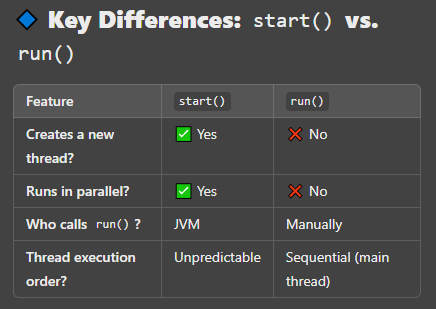 Key Differences: start() vs.
run()
Feature start() run()
Creates a new Yes No
thread?
Runs in parallel? Yes No
Who calls run() ? JVM Manually
Thread execution Unpredictable Sequential (main
order? thread)